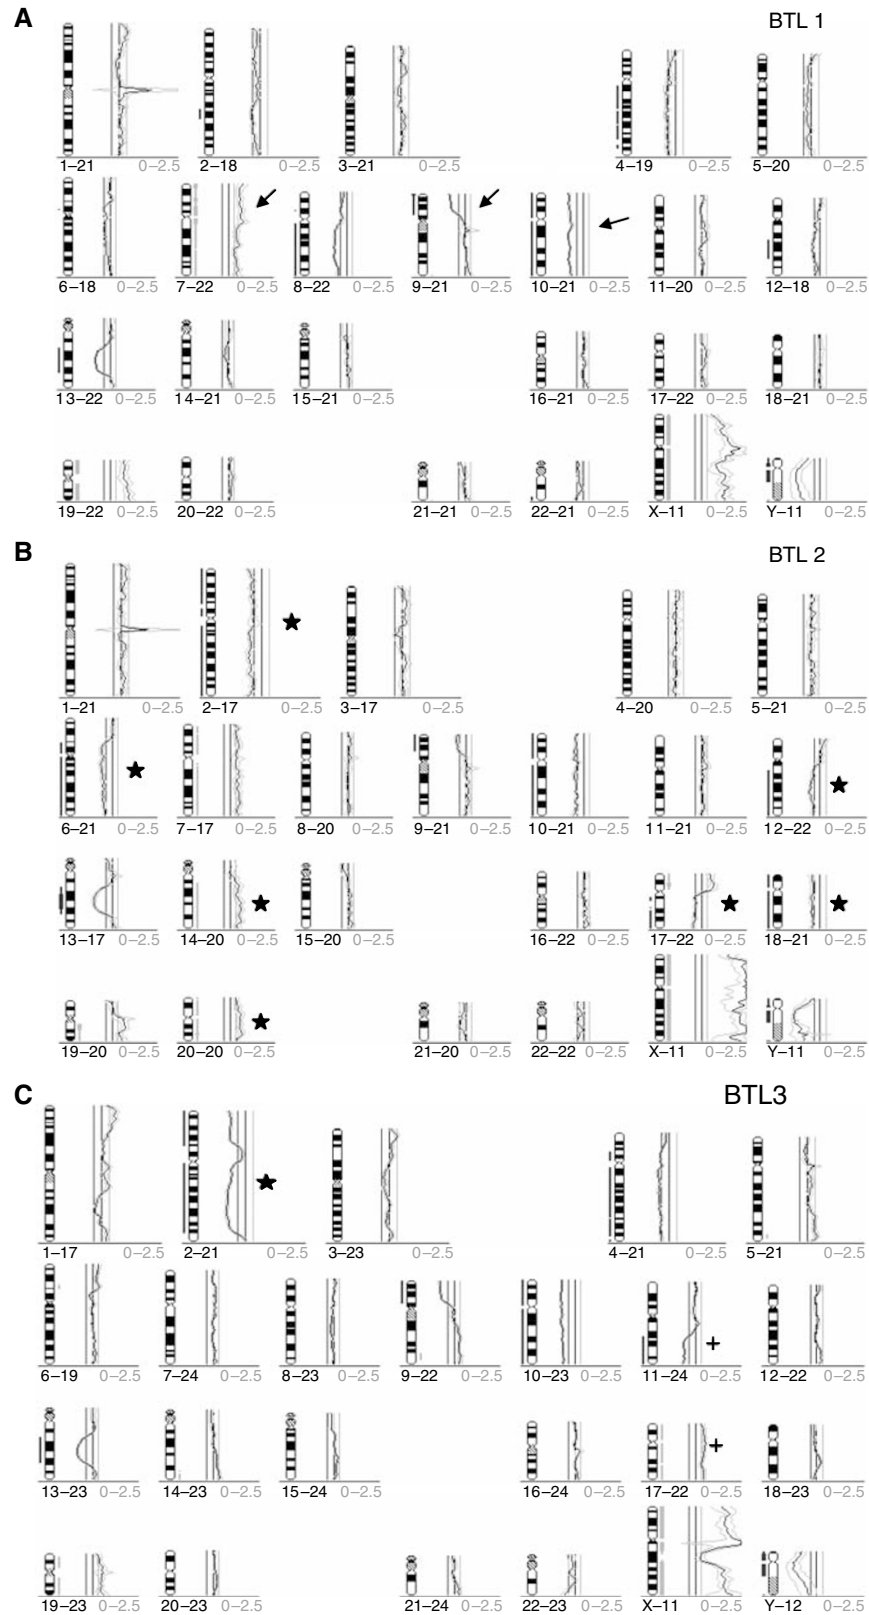 A BTL 1
1–21 0–2.5 2–18 0–2.5 3–21 0–2.5 4–19 0–2.5 5–20 0–2.5
6–18 0–2.5 7–22 0–2.5 8–22 0–2.5 9–21 0–2.5 10–21 0–2.5 11–20 0–2.5 12–18 0–2.5
13–22 0–2.5 14–21 0–2.5 15–21 0–2.5 16–21 0–2.5 17–22 0–2.5 18–21 0–2.5
19–22 0–2.5 20–22 0–2.5 21–21 0–2.5 22–21 0–2.5 X–11 0–2.5 Y–11 0–2.5
B BTL 2
1–21 0–2.5 2–17 0–2.5 3–17 0–2.5 4–20 0–2.5 5–21 0–2.5
6–21 0–2.5 7–17 0–2.5 8–20 0–2.5 9–21 0–2.5 10–21 0–2.5 11–21 0–2.5 12–22 0–2.5
13–17 0–2.5 14–20 0–2.5 15–20 0–2.5 16–22 0–2.5 17–22 0–2.5 18–21 0–2.5
19–20 0–2.5 20–20 0–2.5 21–20 0–2.5 22–22 0–2.5 X–11 0–2.5 Y–11 0–2.5
C BTL3
1–17 0–2.5 2–21 0–2.5 3–23 0–2.5 4–21 0–2.5 5–21 0–2.5
6–19 0–2.5 7–24 0–2.5 8–23 0–2.5 9–22 0–2.5 10–23 0–2.5 11–24 0–2.5 12–22 0–2.5
13–23 0–2.5 14–23 0–2.5 15–24 0–2.5 16–24 0–2.5 17–22 0–2.5 18–23 0–2.5
19–23 0–2.5 20–23 0–2.5 21–24 0–2.5 22–23 0–2.5 X–11 0–2.5 Y–12 0–2.5